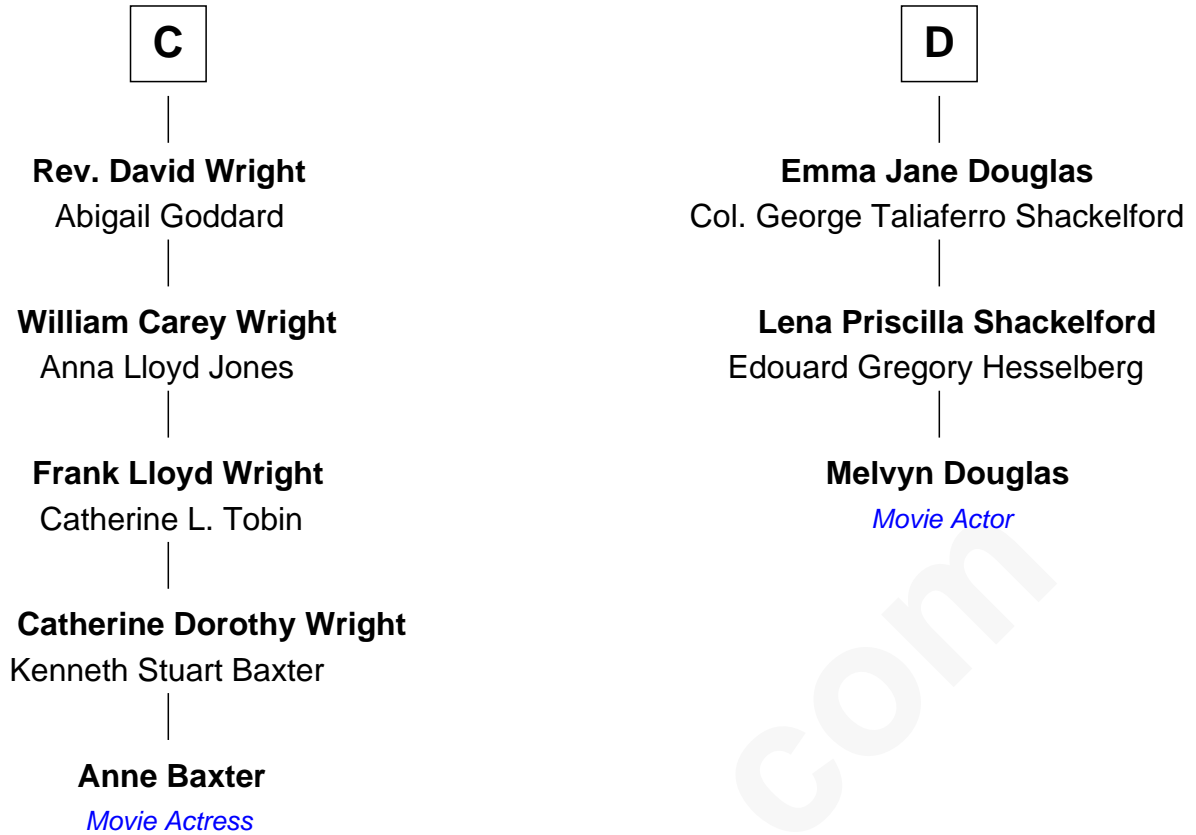 C
Rev. David Wright
Abigail Goddard
William Carey Wright
Anna Lloyd Jones
Frank Lloyd Wright
Catherine L. Tobin
Catherine Dorothy Wright
Kenneth Stuart Baxter
Anne Baxter
Movie Actress
D
Emma Jane Douglas
Col. George Taliaferro Shackelford
Lena Priscilla Shackelford
Edouard Gregory Hesselberg
Melvyn Douglas
Movie Actor
com